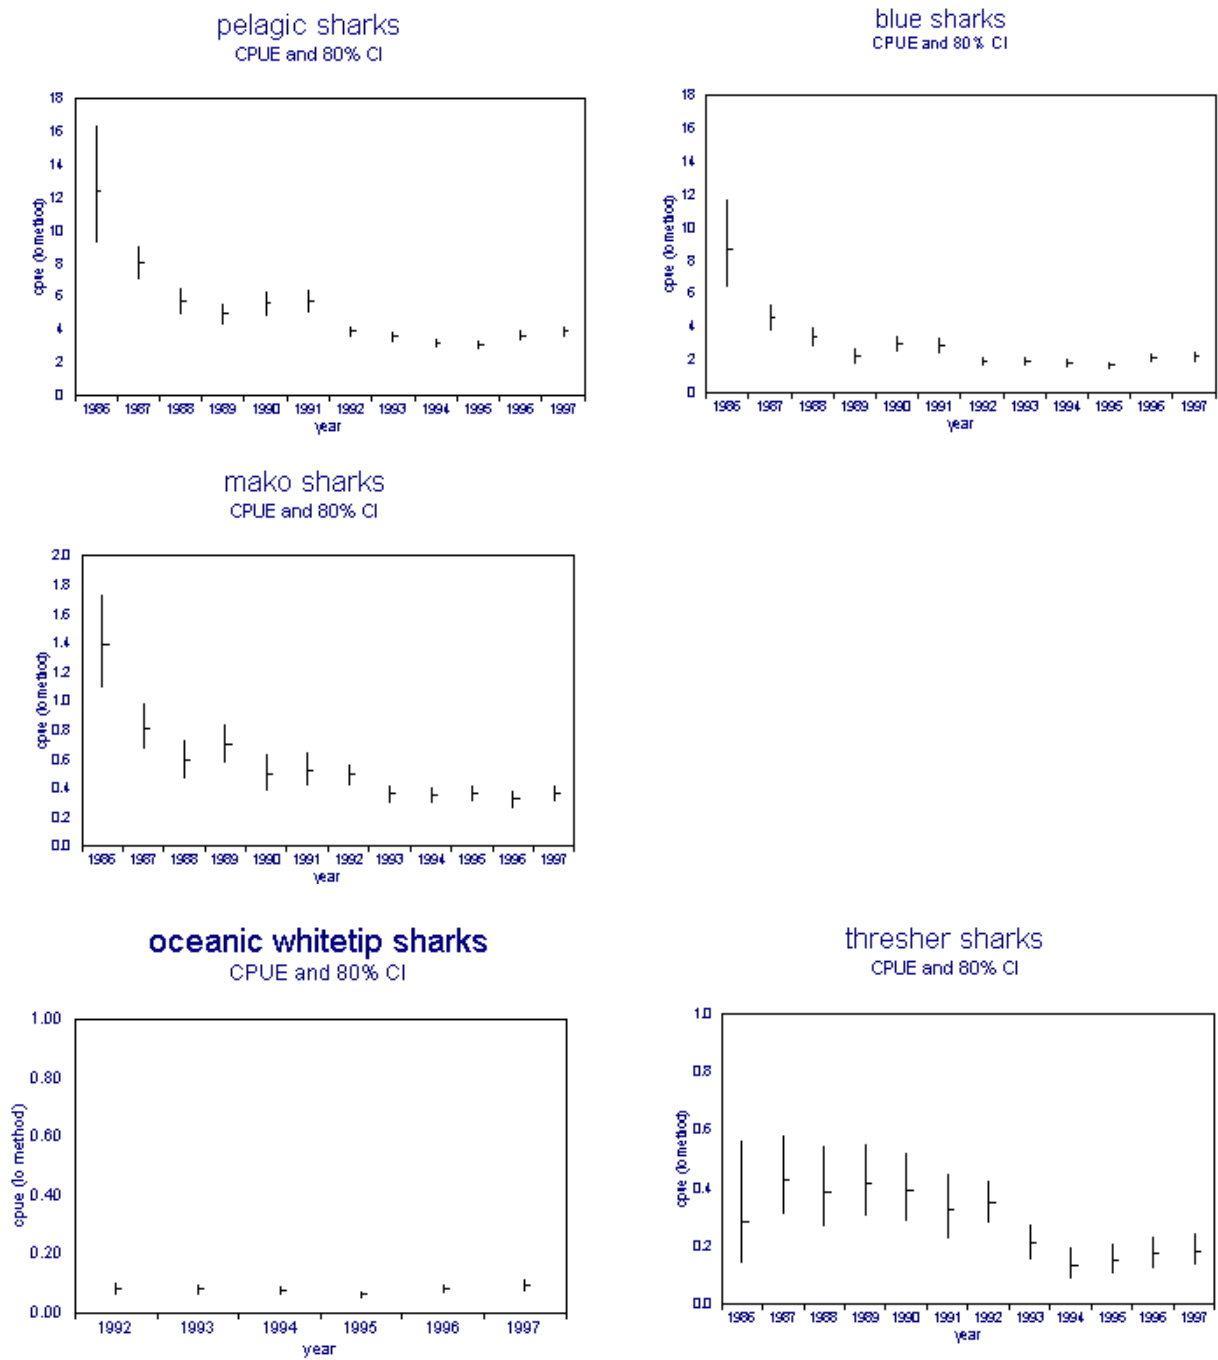 pelagic sharks
CPUE and 80% CI
18
16
14
12
10
8
6
4
2
0
cpue (lo method)
1986 1987 1988 1989 1990 1991 1992 1993 1994 1995 1996 1997
year
blue sharks
CPUE and 80% CI
18
16
14
12
10
8
6
4
2
0
cpue (lo method)
1986 1987 1988 1989 1990 1991 1992 1993 1994 1995 1996 1997
year
mako sharks
CPUE and 80% CI
2.0
1.8
1.6
1.4
1.2
1.0
0.8
0.6
0.4
0.2
0.0
cpue (lo method)
1986 1987 1988 1989 1990 1991 1992 1993 1994 1995 1996 1997
year
oceanic whitetip sharks
CPUE and 80% CI
1.00
0.80
0.60
0.40
0.20
0.00
cpue (lo method)
1992 1993 1994 1995 1996 1997
year
thresher sharks
CPUE and 80% CI
1.0
0.8
0.6
0.4
0.2
0.0
cpue (lo method)
1986 1987 1988 1989 1990 1991 1992 1993 1994 1995 1996 1997
year